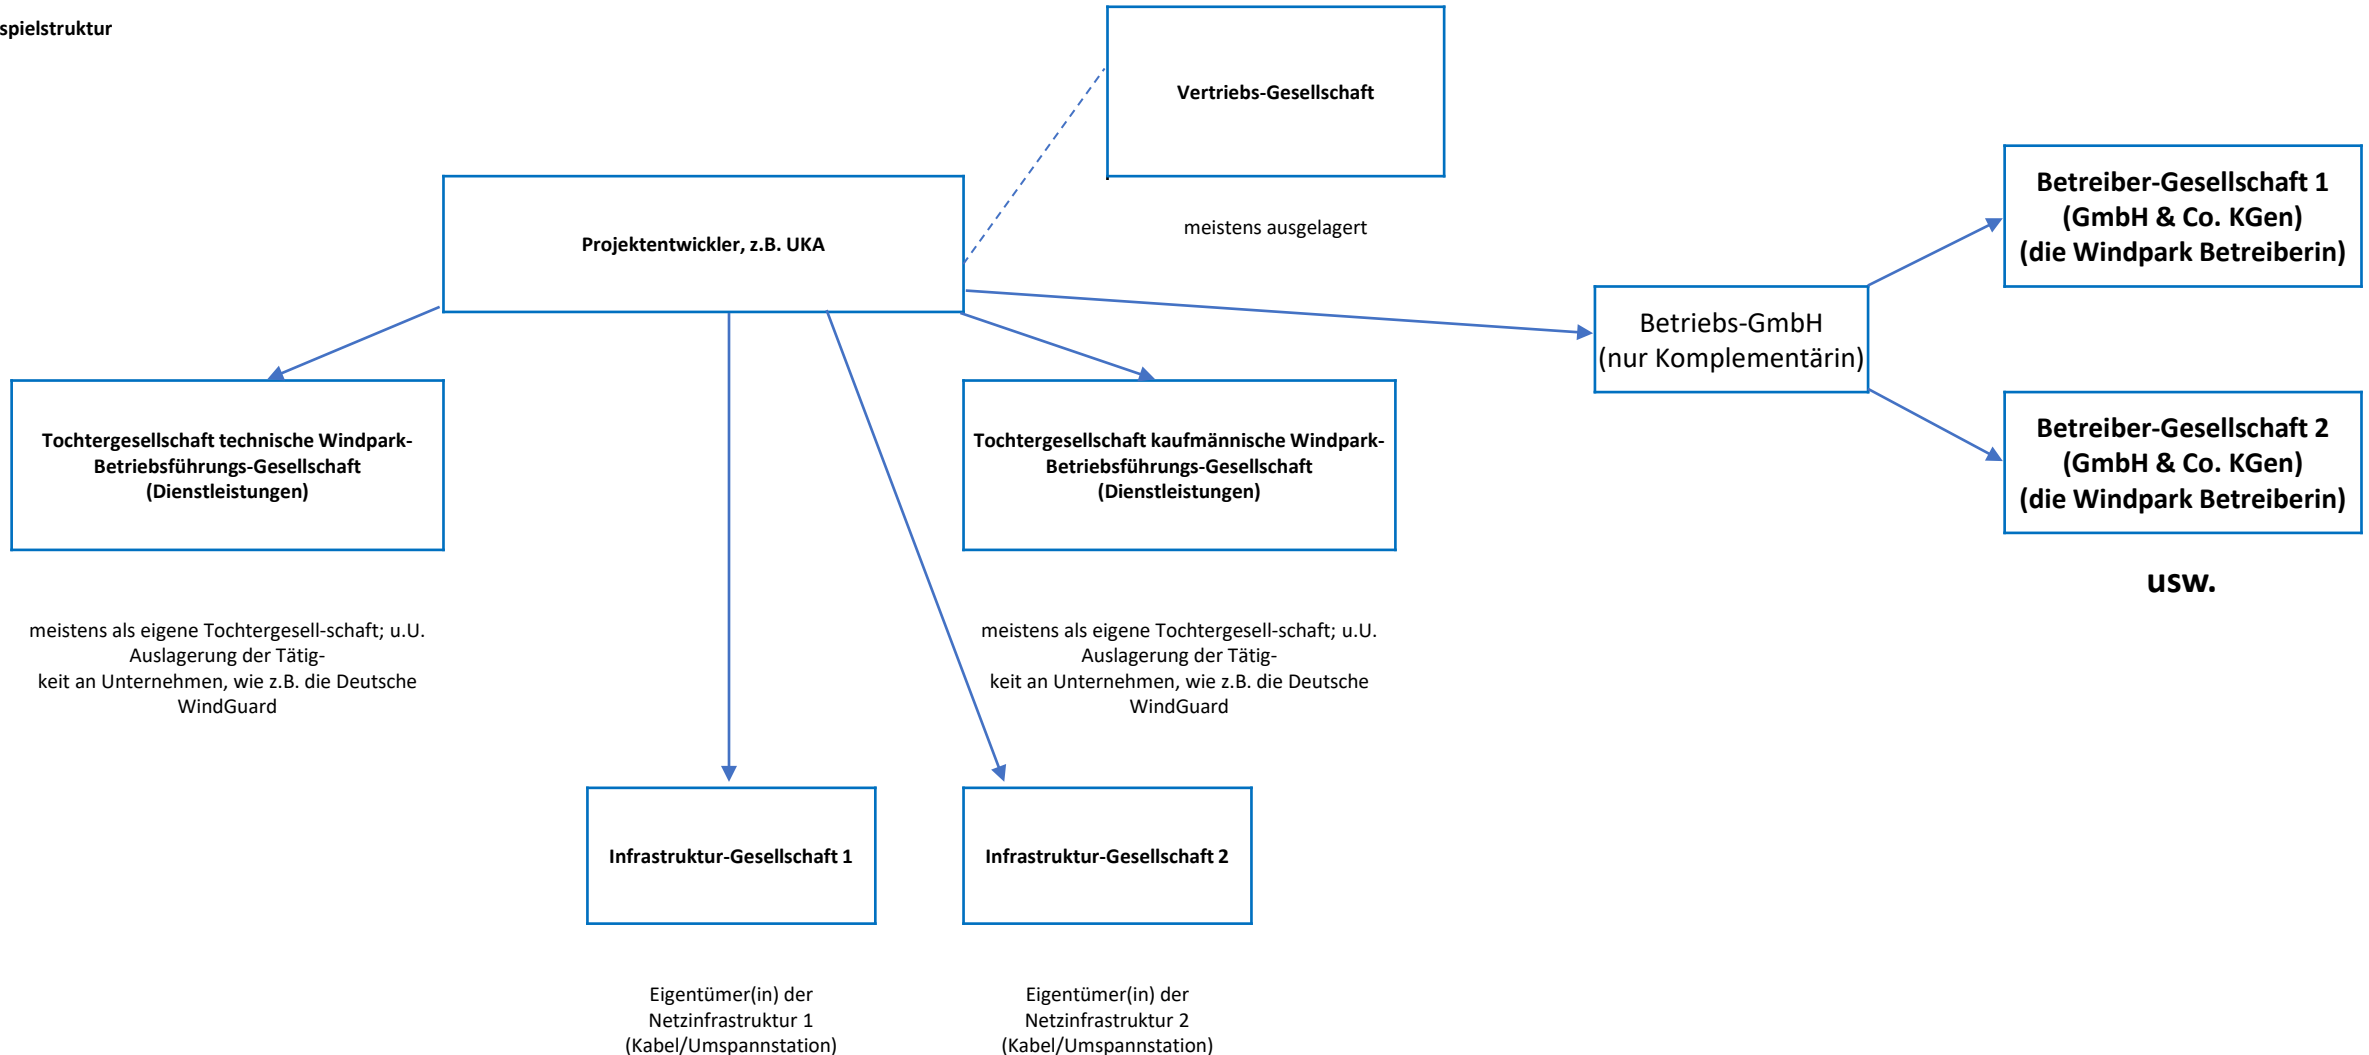 spielstruktur
Vertriebs-Gesellschaft
meistens ausgelagert
Projektentwickler, z.B. UKA
Betreiber-Gesellschaft 1
(GmbH & Co. KGen)
(die Windpark Betreiberin)
Betriebs-GmbH
(nur Komplementärin)
Betreiber-Gesellschaft 2
(GmbH & Co. KGen)
(die Windpark Betreiberin)
usw.
Tochtergesellschaft technische Windpark-
Betriebsführungs-Gesellschaft
(Dienstleistungen)
meistens als eigene Tochtergesell-schaft; u.U.
Auslagerung der Tätig-
keit an Unternehmen, wie z.B. die Deutsche
WindGuard
Tochtergesellschaft kaufmännische Windpark-
Betriebsführungs-Gesellschaft
(Dienstleistungen)
meistens als eigene Tochtergesell-schaft; u.U.
Auslagerung der Tätig-
keit an Unternehmen, wie z.B. die Deutsche
WindGuard
Infrastruktur-Gesellschaft 1
Eigentümer(in) der
Netzinfrastruktur 1
(Kabel/Umspannstation)
Infrastruktur-Gesellschaft 2
Eigentümer(in) der
Netzinfrastruktur 2
(Kabel/Umspannstation)